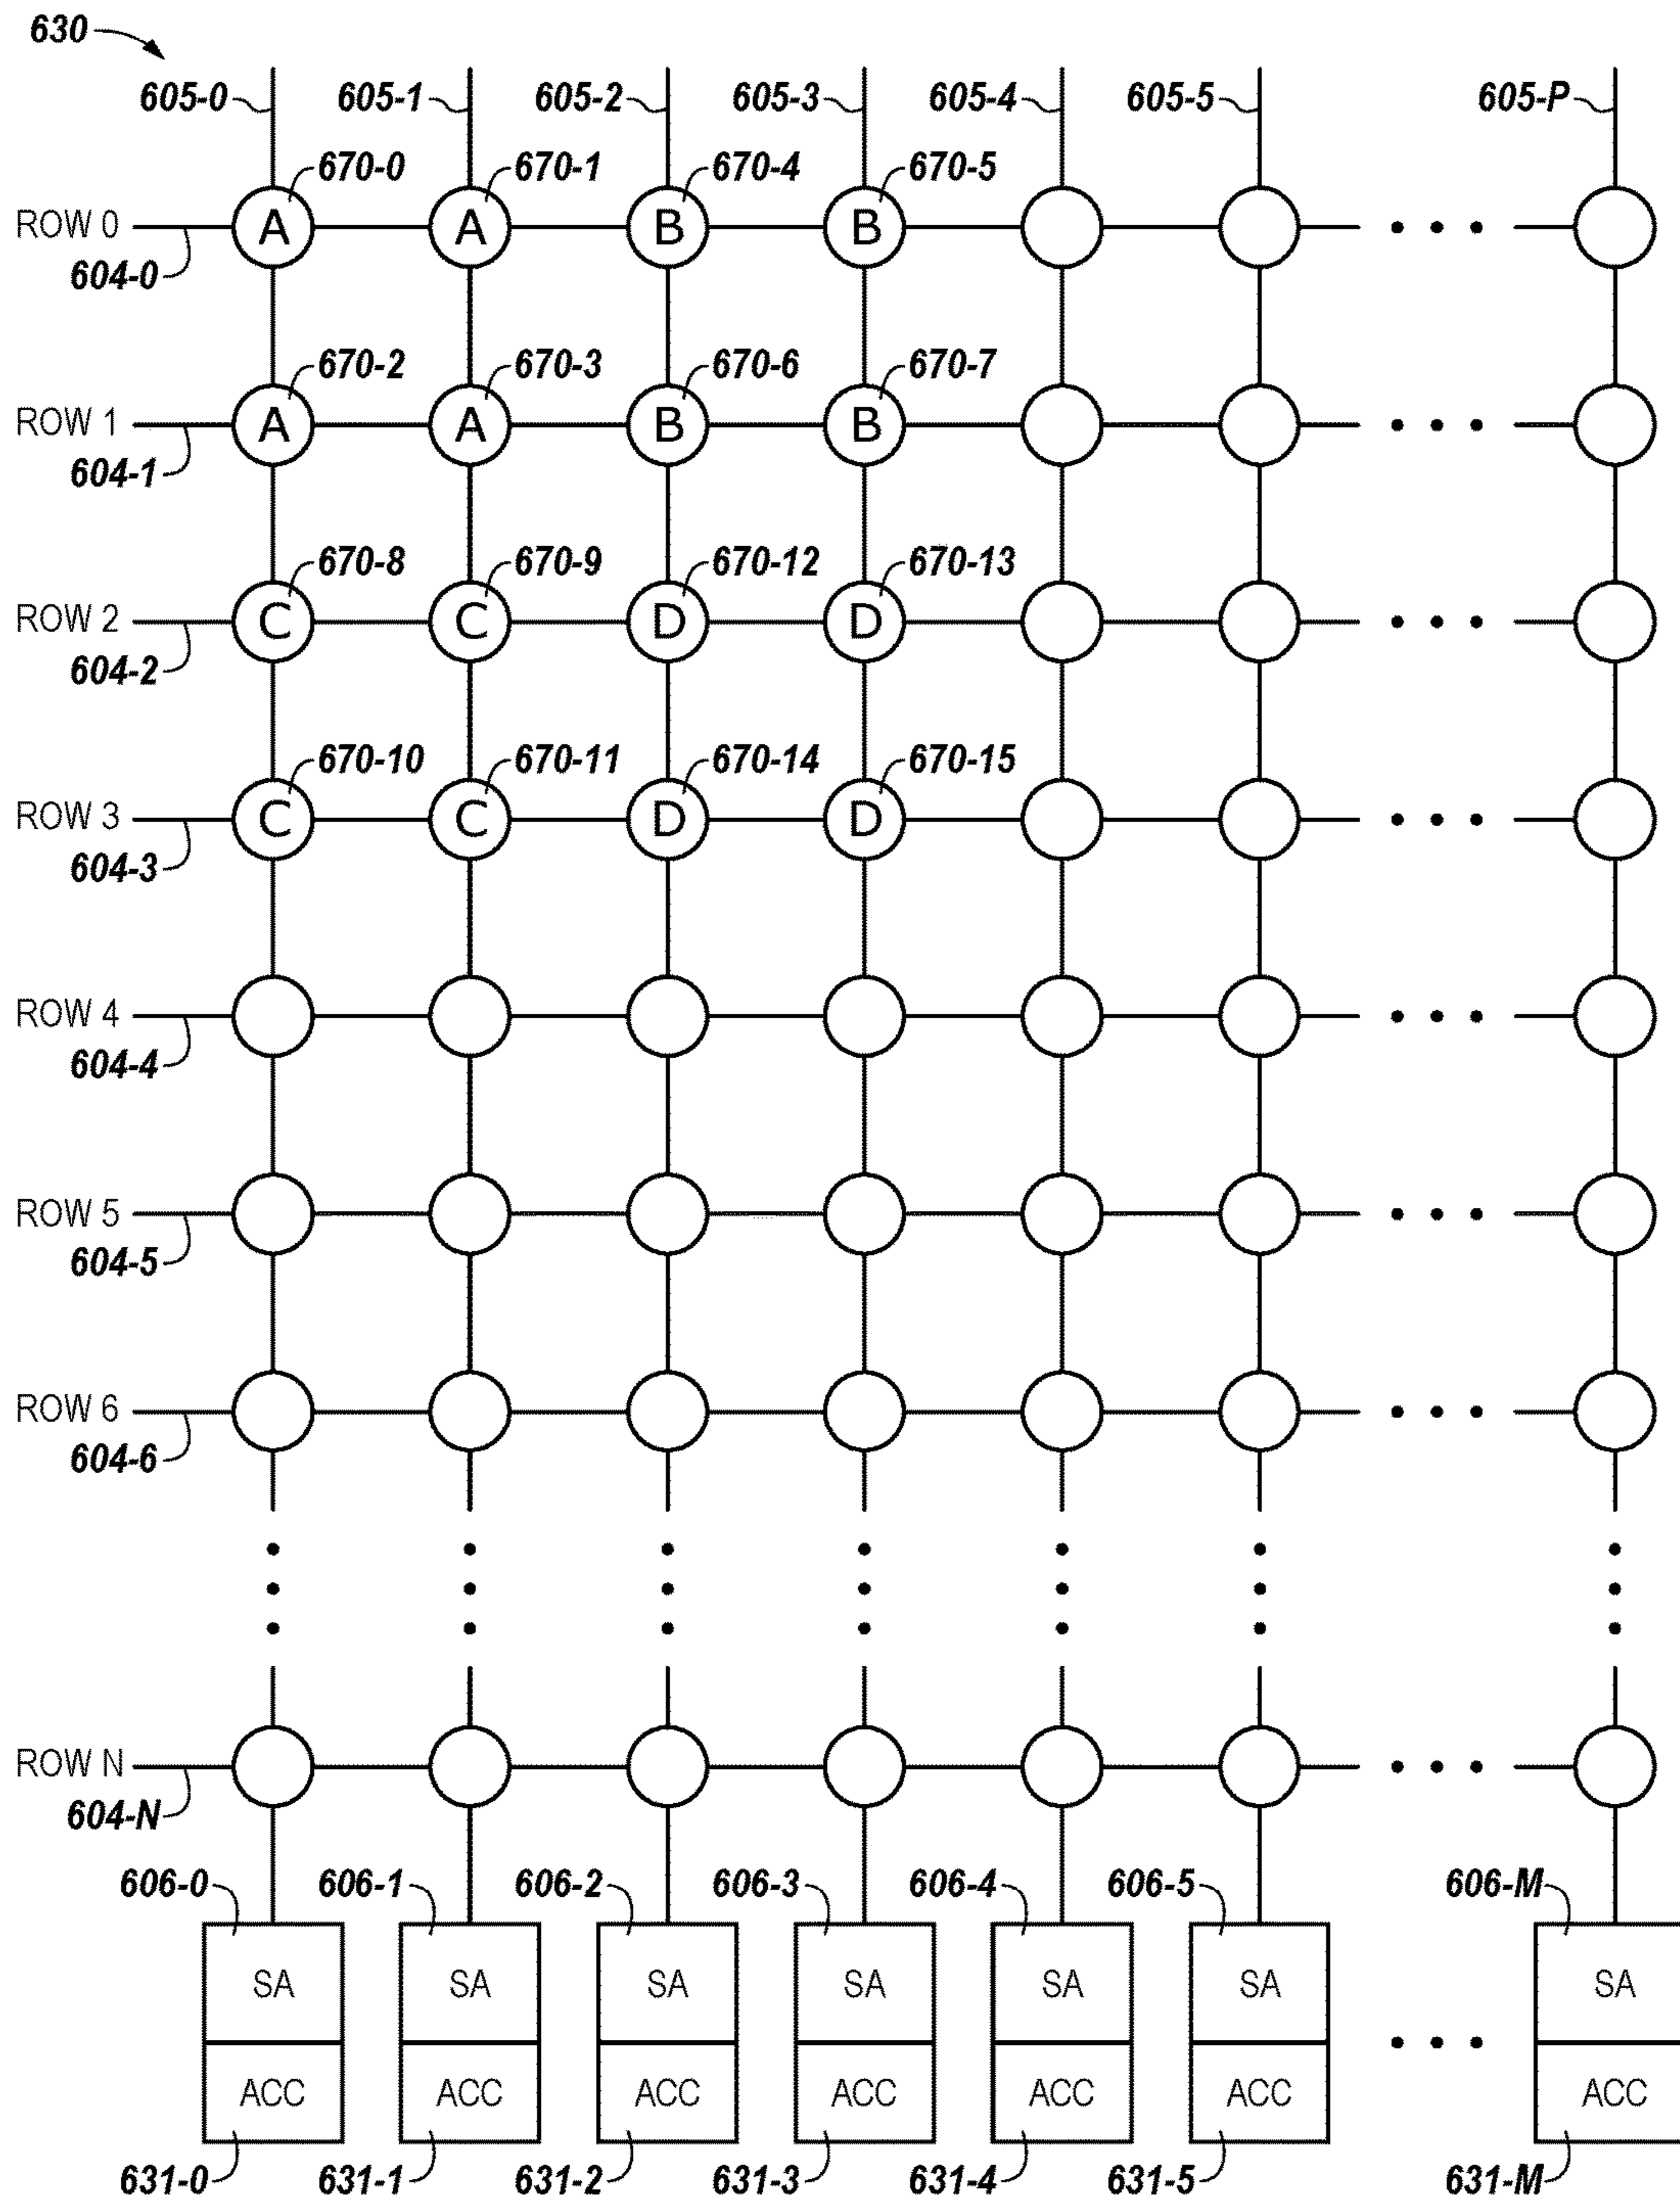 630
605-0 605-1 605-2 605-3 605-4 605-5 605-P
670-0 670-1 670-4 670-5
ROW 0 A A B B
604-0
670-2 670-3 670-6 670-7
ROW 1 A A B B
604-1
670-8 670-9 670-12 670-13
ROW 2 C C D D
604-2
670-10 670-11 670-14 670-15
ROW 3 C C D D
604-3
ROW 4
604-4
ROW 5
604-5
ROW 6
604-6
ROW N
604-N
606-0 606-1 606-2 606-3 606-4 606-5 606-M
SA SA SA SA SA SA SA
ACC ACC ACC ACC ACC ACC ACC
631-0 631-1 631-2 631-3 631-4 631-5 631-M